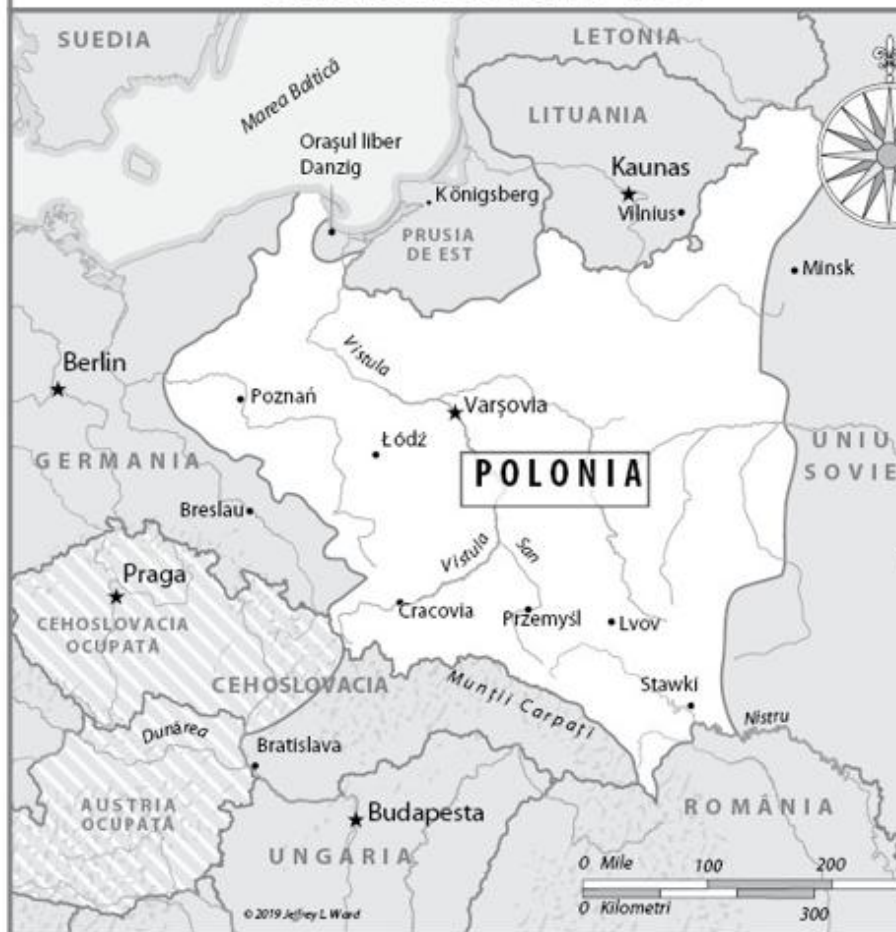 SUEDIA
LETONIA
Marea Baltică
LITUANIA
Orașul liber
Danzig
Kaunas
Königsberg
Vilnius
PRUSIA
DE EST
Minsk
Vistula
Berlin
Poznań
Varșovia
Łódź
GERMANIA
POLONIA
UNIU
SOVIE
Breslau
Vistula
San
Praga
Cracovia
Przemyśl
Lvov
CEHOSLOVACIA
OCUPATĂ
CEHOSLOVACIA
Munții Carpați
Stawki
Nistru
Dunărea
Bratislava
AUSTRIA
OCUPATĂ
Budapesta
ROMÂNIA
UNGARIA
0 Mile 100 200
0 Kilometri 300
© 2019 Jeffrey L. Ward